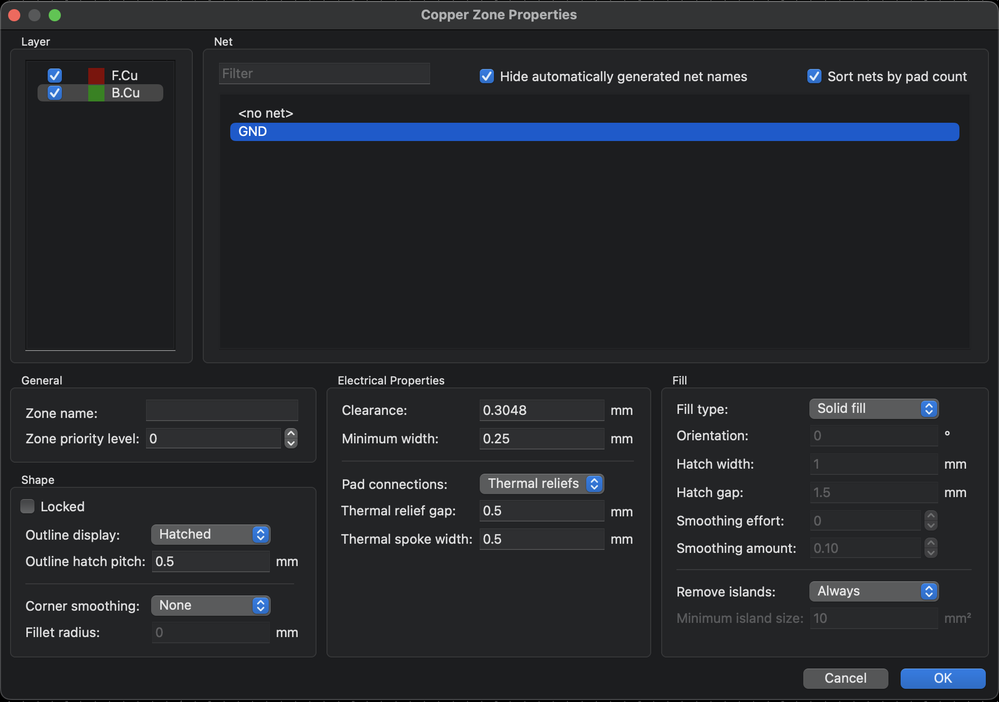 Copper Zone Properties
Layer
F.Cu
B.Cu
Net
Filter
Hide automatically generated net names
Sort nets by pad count
<no net>
GND
General
Zone name:
Zone priority level: 0
Shape
Locked
Outline display: Hatched
Outline hatch pitch: 0.5 mm
Corner smoothing: None
Fillet radius: 0 mm
Electrical Properties
Clearance: 0.3048 mm
Minimum width: 0.25 mm
Pad connections: Thermal reliefs
Thermal relief gap: 0.5 mm
Thermal spoke width: 0.5 mm
Fill
Fill type: Solid fill
Orientation: 0 °
Hatch width: 1 mm
Hatch gap: 1.5 mm
Smoothing effort: 0
Smoothing amount: 0.10
Remove islands: Always
Minimum island size: 10 mm²
Cancel
OK